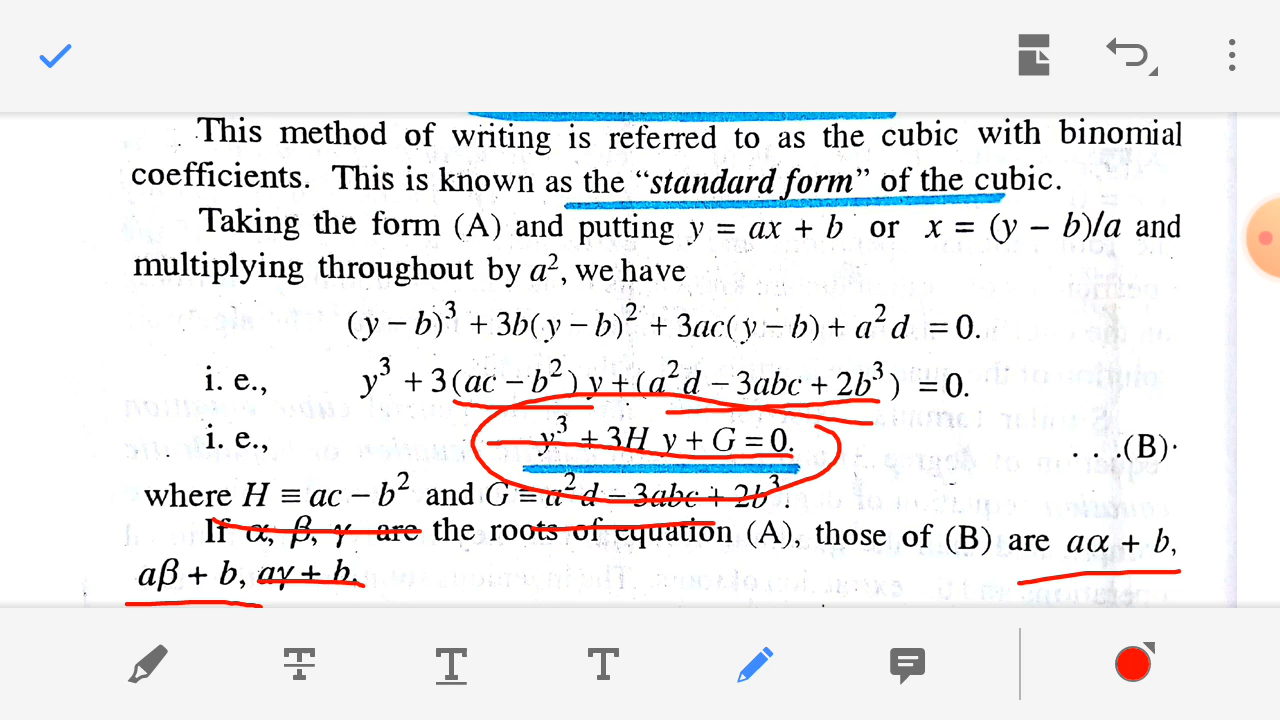 This method of writing is referred to as the cubic with binomial
coefficients. This is known as the “standard form” of the cubic.
Taking the form (A) and putting y = ax + b or x = (y − b)/a and
multiplying throughout by a², we have
(y − b)³ + 3b(y − b)² + 3ac(y − b) + a²d = 0.
i. e., y³ + 3(ac − b²) y + (a²d − 3abc + 2b³) = 0.
i. e., y³ + 3H y + G = 0. . . .(B)
where H ≡ ac − b² and G ≡ a²d − 3abc + 2b³.
If α, β, γ are the roots of equation (A), those of (B) are aα + b,
aβ + b, aγ + b.
T T T